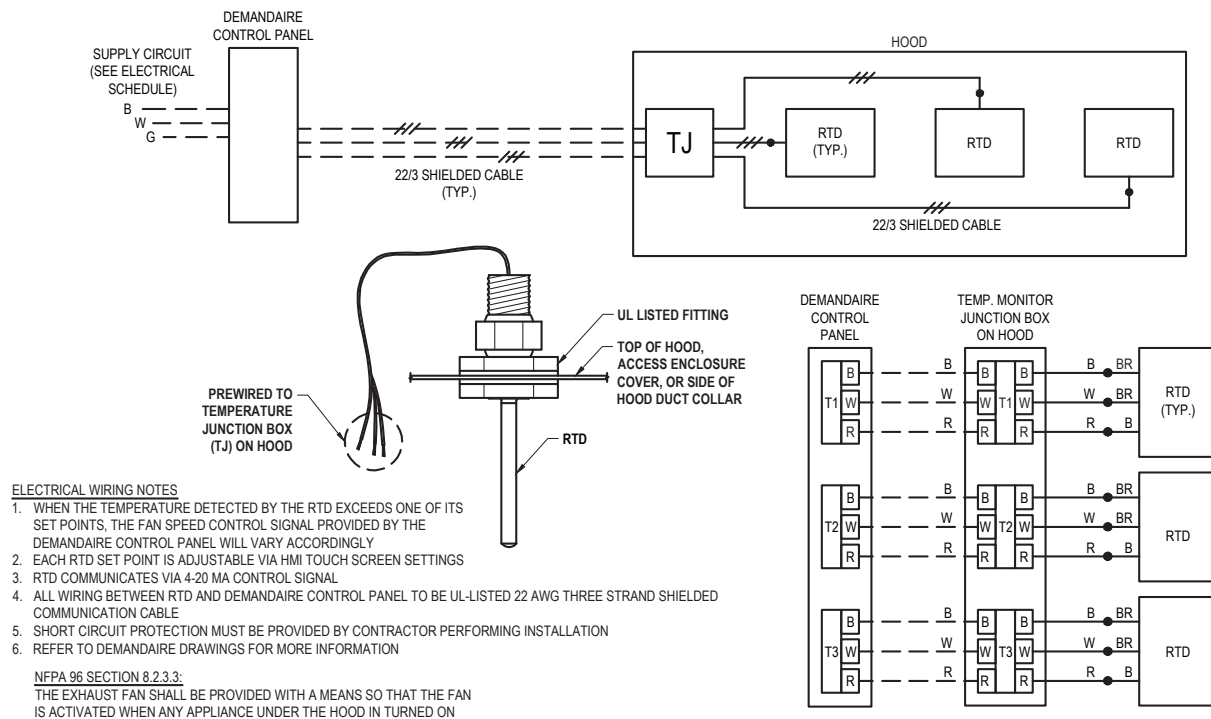 DEMANDAIRE
CONTROL PANEL
SUPPLY CIRCUIT
(SEE ELECTRICAL
SCHEDULE)
B
W
G
22/3 SHIELDED CABLE
(TYP.)
HOOD
TJ
RTD
(TYP.)
RTD
RTD
22/3 SHIELDED CABLE
UL LISTED FITTING
TOP OF HOOD,
ACCESS ENCLOSURE
COVER, OR SIDE OF
HOOD DUCT COLLAR
PREWIRED TO
TEMPERATURE
JUNCTION BOX
(TJ) ON HOOD
RTD
ELECTRICAL WIRING NOTES
1. WHEN THE TEMPERATURE DETECTED BY THE RTD EXCEEDS ONE OF ITS
SET POINTS, THE FAN SPEED CONTROL SIGNAL PROVIDED BY THE
DEMANDAIRE CONTROL PANEL WILL VARY ACCORDINGLY
2. EACH RTD SET POINT IS ADJUSTABLE VIA HMI TOUCH SCREEN SETTINGS
3. RTD COMMUNICATES VIA 4-20 MA CONTROL SIGNAL
4. ALL WIRING BETWEEN RTD AND DEMANDAIRE CONTROL PANEL TO BE UL-LISTED 22 AWG THREE STRAND SHIELDED
COMMUNICATION CABLE
5. SHORT CIRCUIT PROTECTION MUST BE PROVIDED BY CONTRACTOR PERFORMING INSTALLATION
6. REFER TO DEMANDAIRE DRAWINGS FOR MORE INFORMATION
NFPA 96 SECTION 8.2.3.3:
THE EXHAUST FAN SHALL BE PROVIDED WITH A MEANS SO THAT THE FAN
IS ACTIVATED WHEN ANY APPLIANCE UNDER THE HOOD IN TURNED ON
DEMANDAIRE
CONTROL
PANEL
TEMP. MONITOR
JUNCTION BOX
ON HOOD
B B B B B BR
T1 W W W T1 W W BR
R R R R R B
RTD
(TYP.)
B B B B B BR
T2 W W W T2 W W BR
R R R R R B
RTD
B B B B B BR
T3 W W W T3 W W BR
R R R R R B
RTD